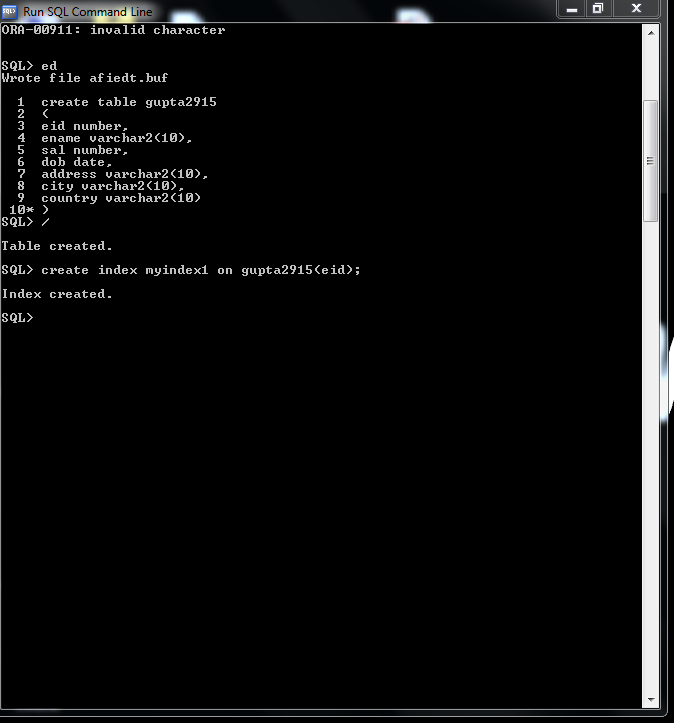 Run SQL Command Line
ORA-00911: invalid character
SQL> ed
Wrote file afiedt.buf
1 create table gupta2915
2 (
3 eid number,
4 ename varchar2(10),
5 sal number,
6 dob date,
7 address varchar2(10),
8 city varchar2(10),
9 country varchar2(10)
10* )
SQL> /
Table created.
SQL> create index myindex1 on gupta2915(eid);
Index created.
SQL>